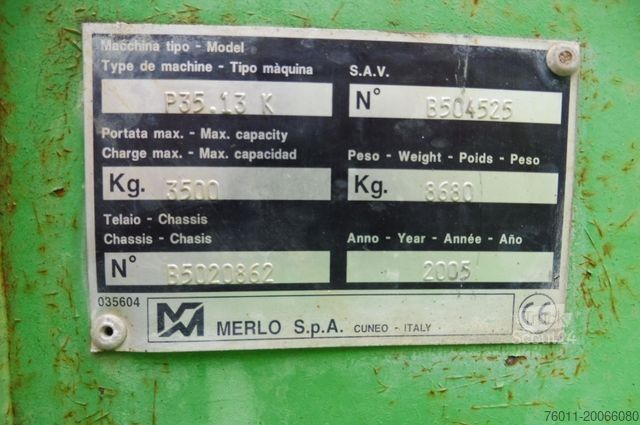 Macchina tipo - Model
Type de machine - Tipo màquina
P35.13 K
S.A.V.
N° B504525
Portata max. - Max. capacity
Charge max. - Max. capacidad
Kg. 3500
Peso - Weight - Poids - Peso
Kg. 8680
Telaio - Chassis
Chassis - Chasis
N° B5020862
Anno - Year - Année - Año
2005
035604
MERLO S.p.A. CUNEO - ITALY
CE
76011-20066080